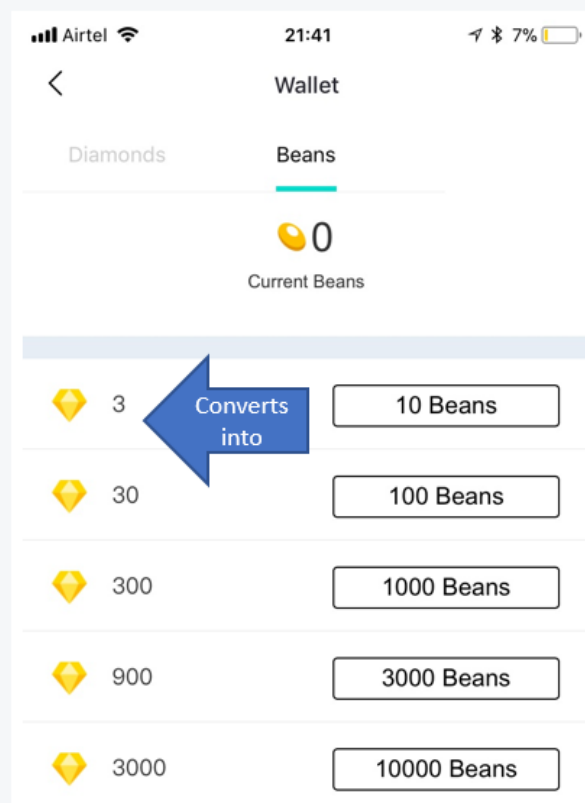 Airtel 21:41 7%
Wallet
Diamonds Beans
0
Current Beans
3 Converts into 10 Beans
30 100 Beans
300 1000 Beans
900 3000 Beans
3000 10000 Beans